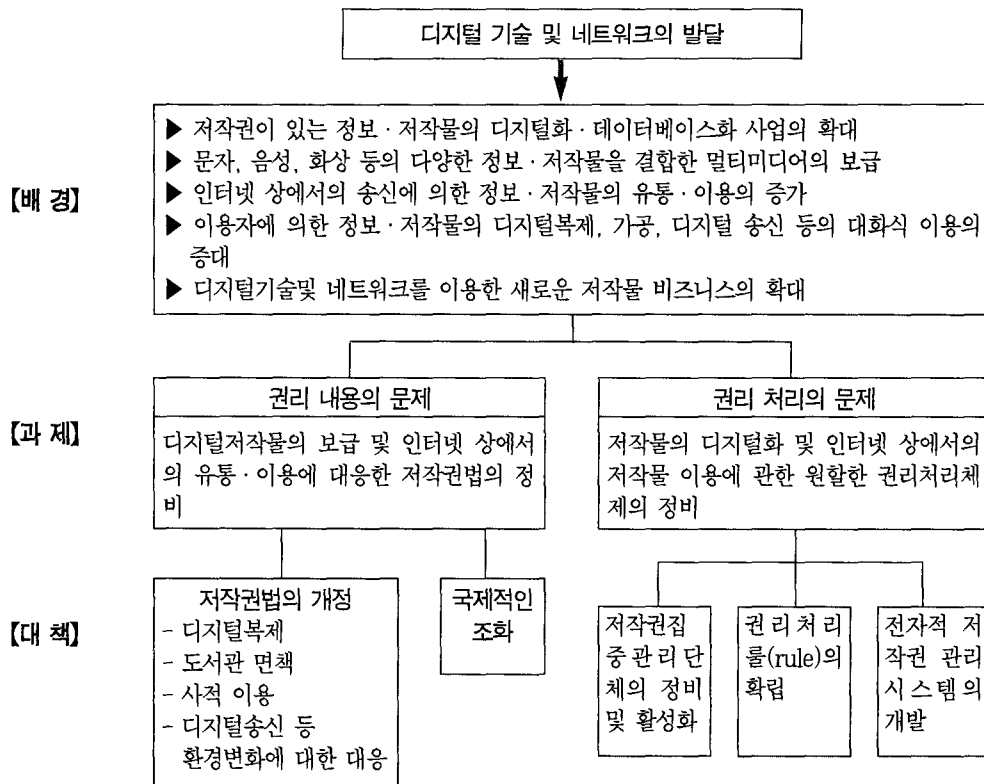 디지털 기술 및 네트워크의 발달
【배 경】
▶ 저작권이 있는 정보·저작물의 디지털화·데이터베이스화 사업의 확대
▶ 문자, 음성, 화상 등의 다양한 정보·저작물을 결합한 멀티미디어의 보급
▶ 인터넷 상에서의 송신에 의한 정보·저작물의 유통·이용의 증가
▶ 이용자에 의한 정보·저작물의 디지털복제, 가공, 디지털 송신 등의 대화식 이용의
증대
▶ 디지털기술및 네트워크를 이용한 새로운 저작물 비즈니스의 확대
【과 제】
권리 내용의 문제
디지털저작물의 보급 및 인터넷 상에서
의 유통·이용에 대응한 저작권법의 정
비
권리 처리의 문제
저작물의 디지털화 및 인터넷 상에서의
저작물 이용에 관한 원할한 권리처리체
제의 정비
【대 책】
저작권법의 개정
- 디지털복제
- 도서관 면책
- 사적 이용
- 디지털송신 등
환경변화에 대한 대응
국제적인
조화
저작권집
중관리단
체의 정비
및 활성화
권리처리
룰(rule)의
확립
전자적 저
작권 관리
시스템의
개발